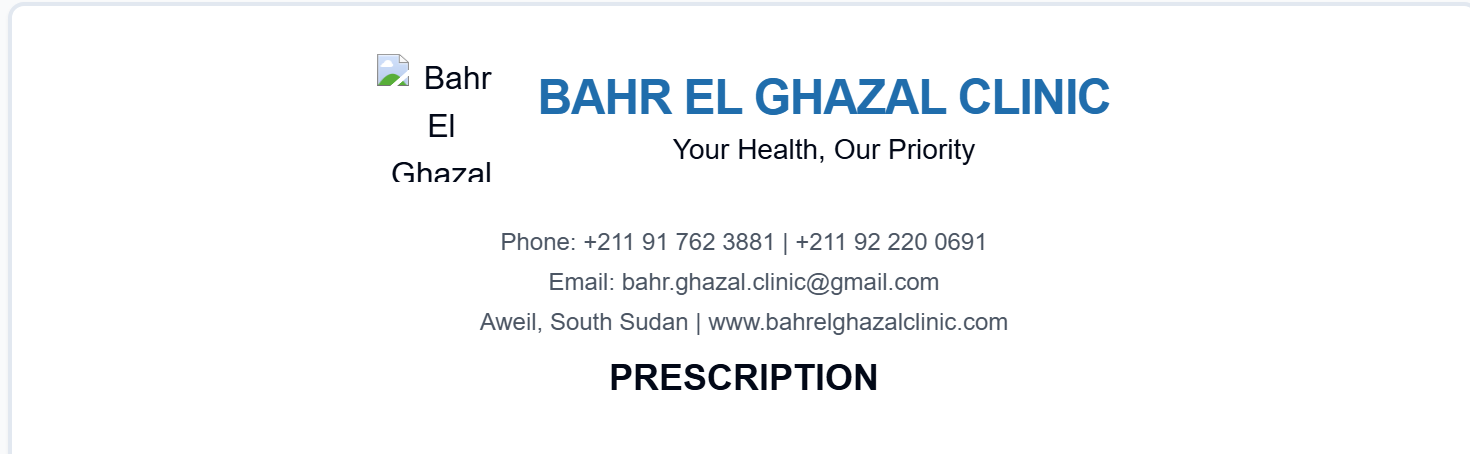 Bahr
El
Ghazal
BAHR EL GHAZAL CLINIC
Your Health, Our Priority
Phone: +211 91 762 3881 | +211 92 220 0691
Email: bahr.ghazal.clinic@gmail.com
Aweil, South Sudan | www.bahrelghazalclinic.com
PRESCRIPTION